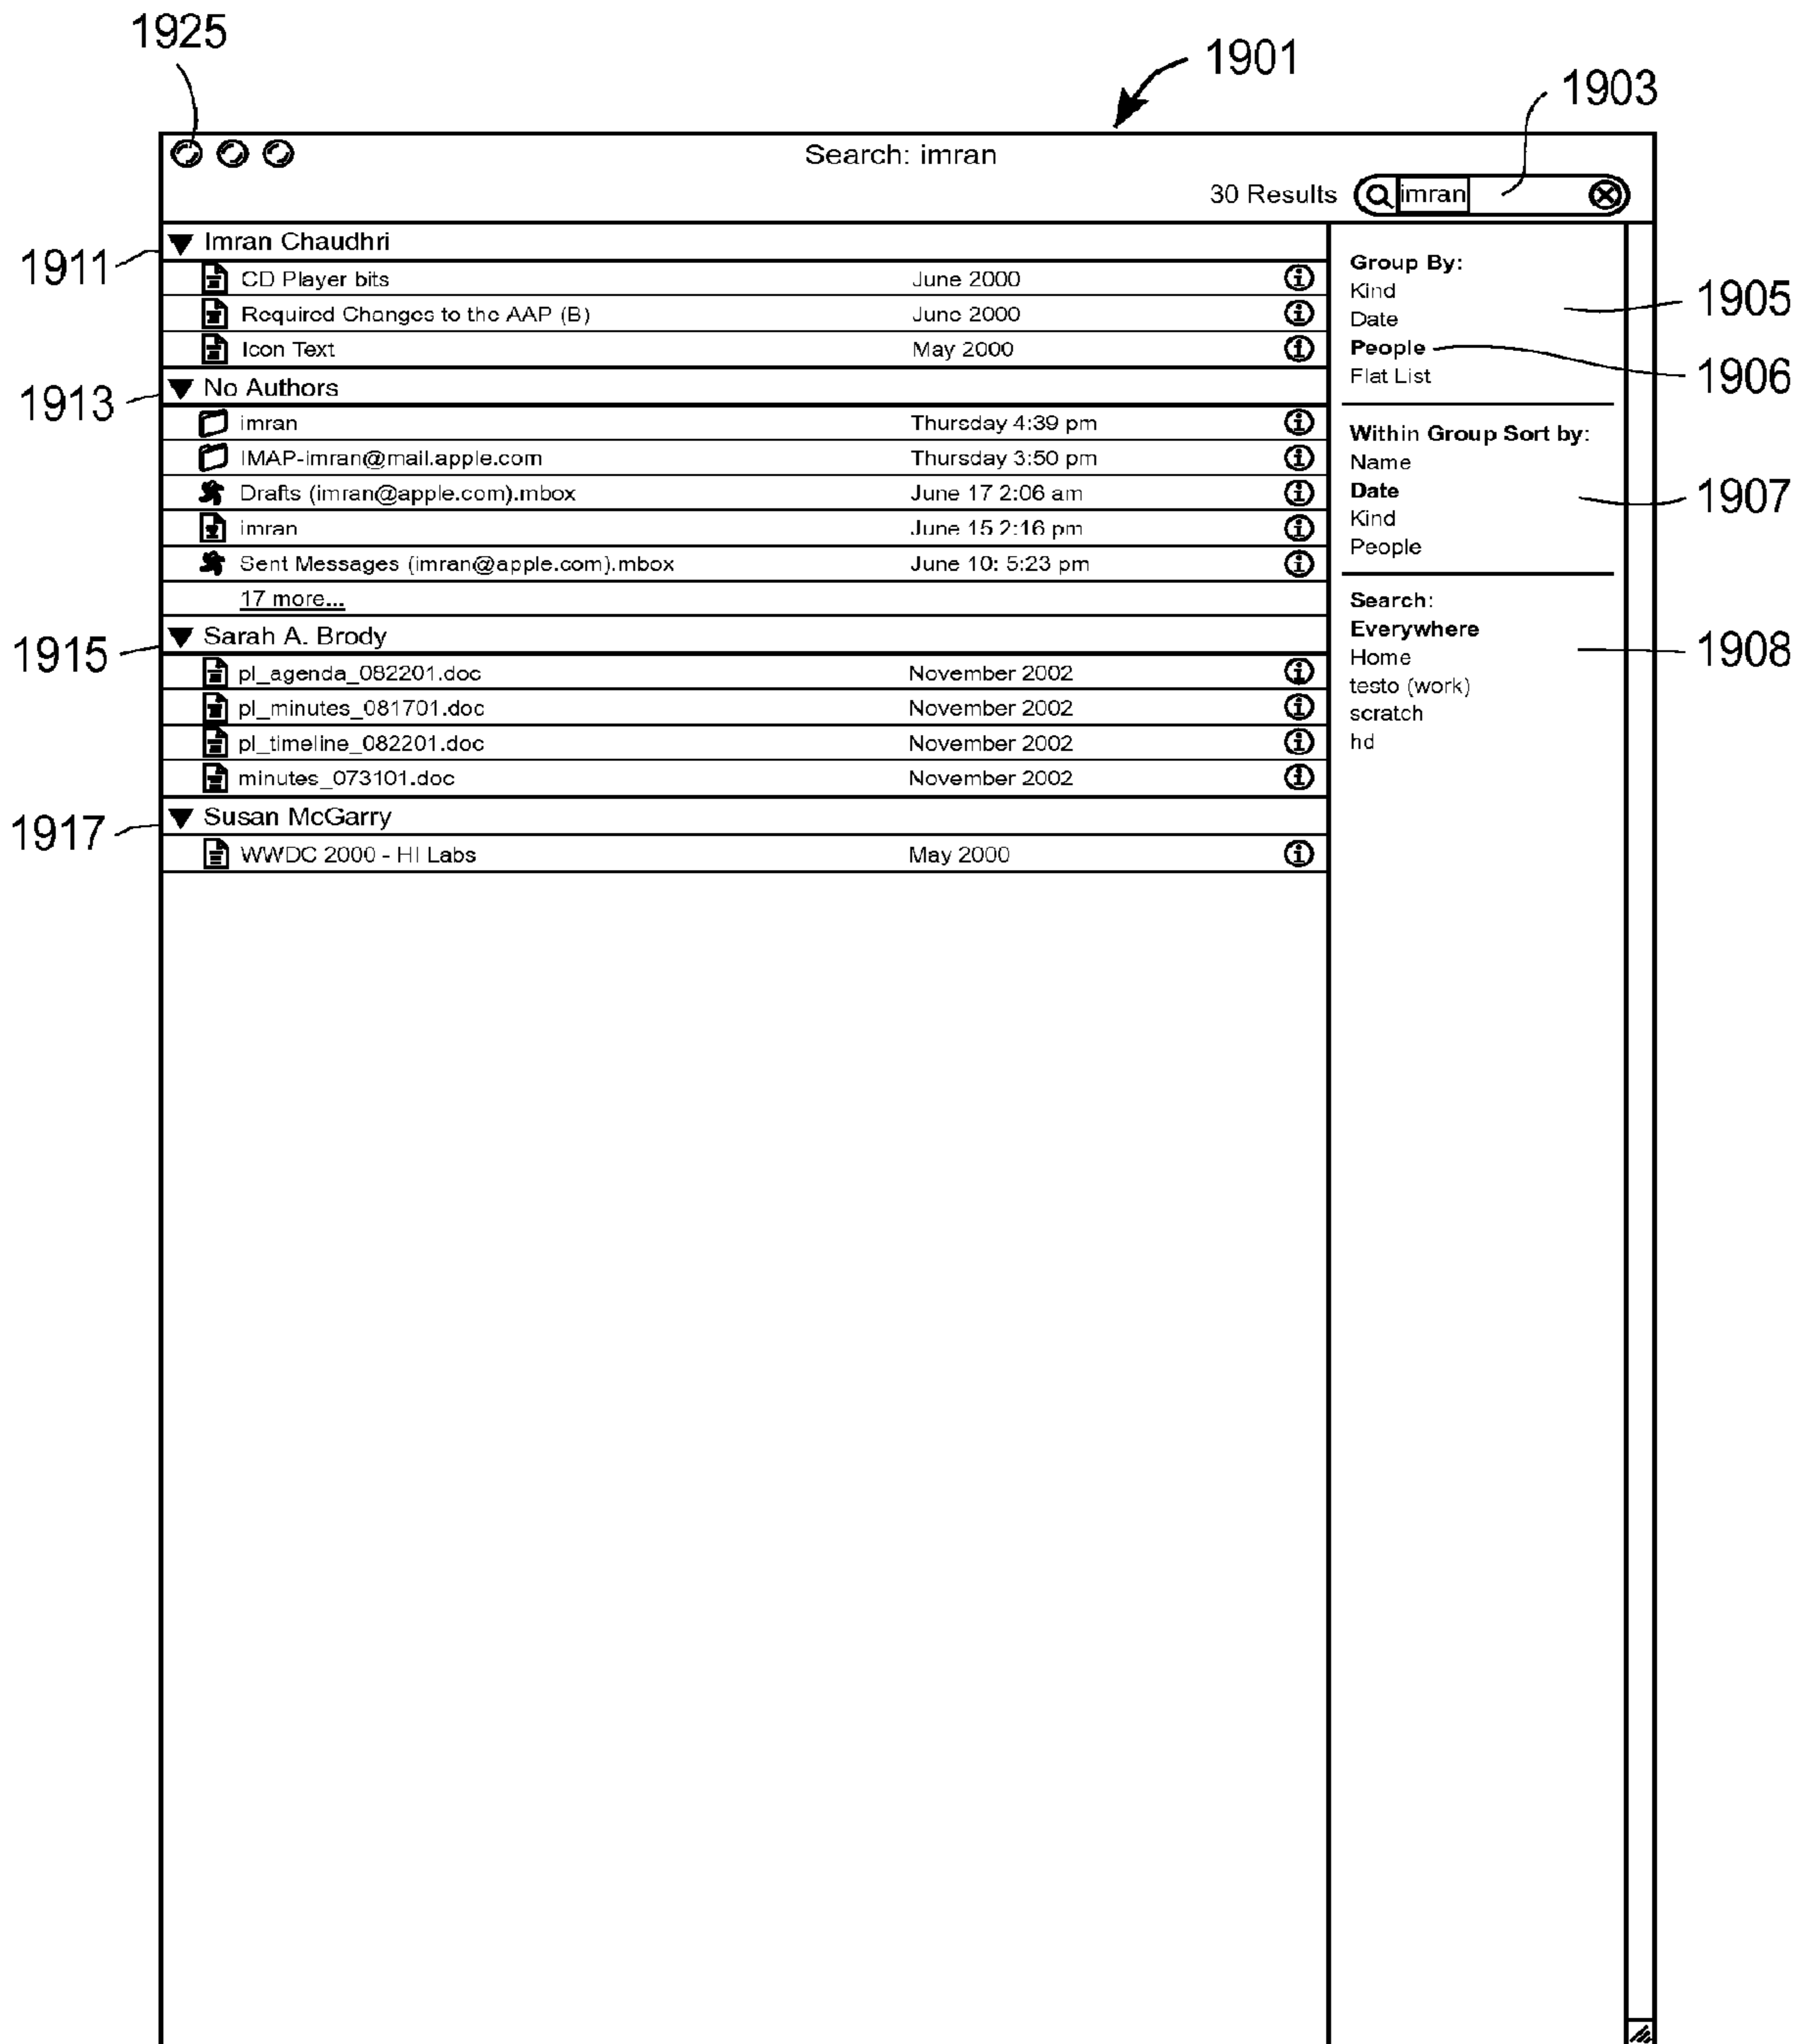 1925
1901
1903
Search: imran
30 Results imran
1911
Imran Chaudhri
CD Player bits June 2000
Required Changes to the AAP (B) June 2000
Icon Text May 2000
1913
No Authors
imran Thursday 4:39 pm
IMAP-imran@mail.apple.com Thursday 3:50 pm
Drafts (imran@apple.com).mbox June 17 2:06 am
imran June 15 2:16 pm
Sent Messages (imran@apple.com).mbox June 10: 5:23 pm
17 more...
1915
Sarah A. Brody
pl_agenda_082201.doc November 2002
pl_minutes_081701.doc November 2002
pl_timeline_082201.doc November 2002
minutes_073101.doc November 2002
1917
Susan McGarry
WWDC 2000 - HI Labs May 2000
Group By:
Kind
Date
People
Flat List
1905
1906
Within Group Sort by:
Name
Date
Kind
People
1907
Search:
Everywhere
Home
testo (work)
scratch
hd
1908